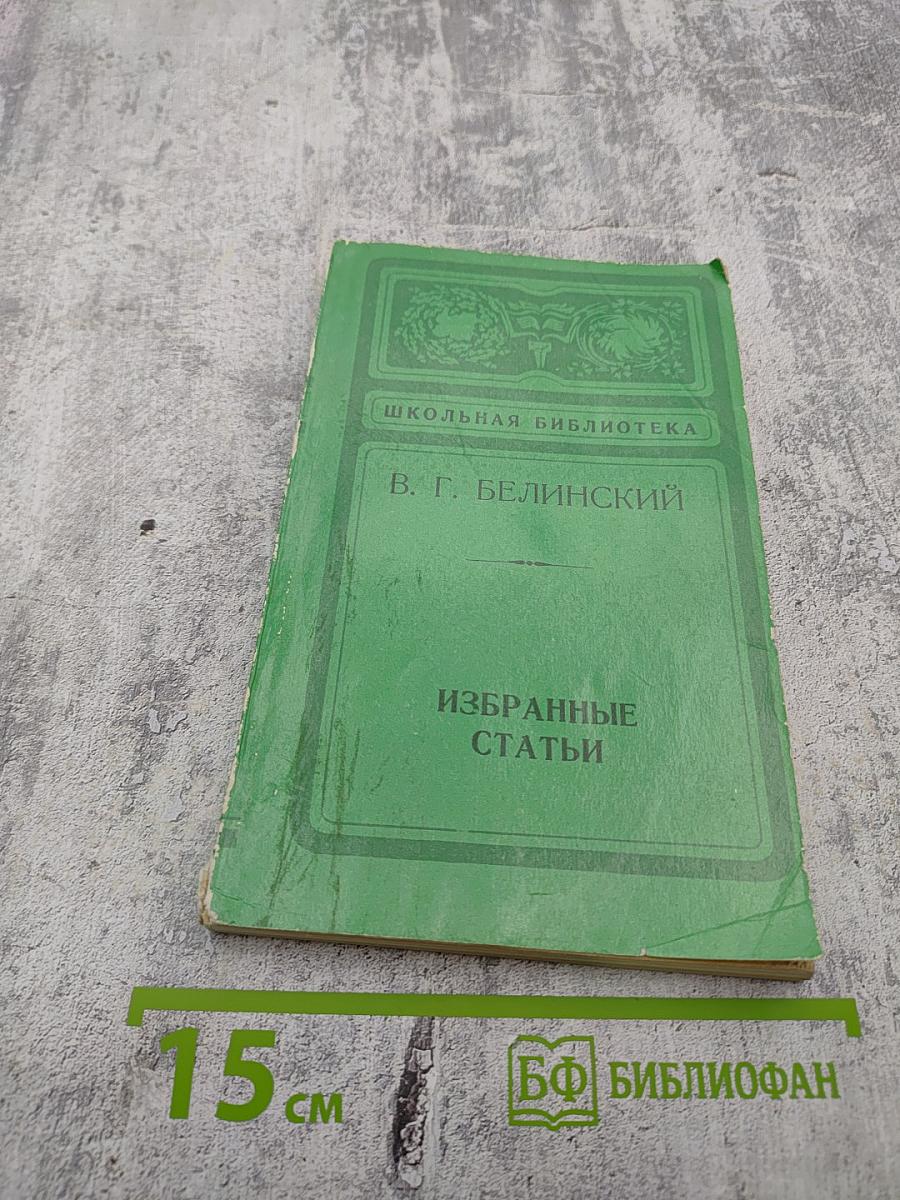 ШКОЛЬНАЯ БИБЛИОТЕКА
В. Г. БЕЛИНСКИЙ
ИЗБРАННЫЕ
СТАТЬИ
15 см
БФ БИБЛИОФАН